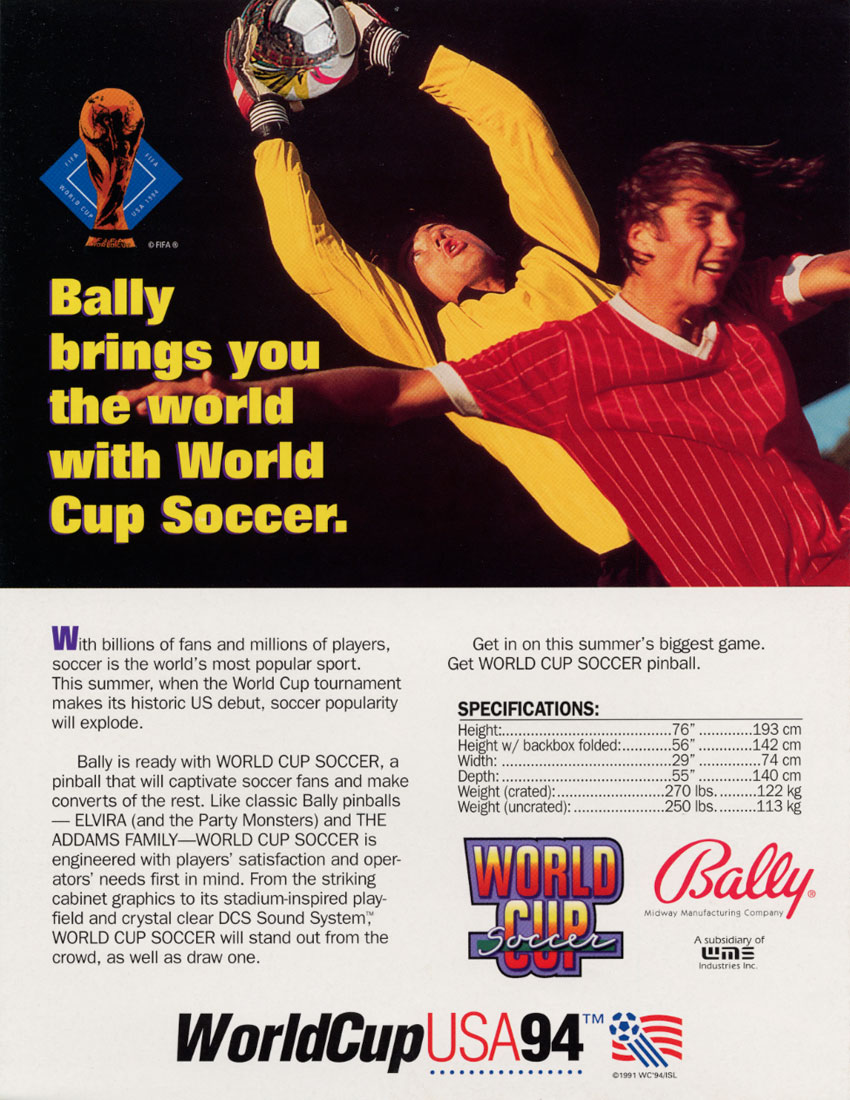 FIFA
FIFA
WORLD CUP
USA 1994
© FIFA ®
Bally
brings you
the world
with World
Cup Soccer.
With billions of fans and millions of players,
soccer is the world's most popular sport.
This summer, when the World Cup tournament
makes its historic US debut, soccer popularity
will explode.
Bally is ready with WORLD CUP SOCCER, a
pinball that will captivate soccer fans and make
converts of the rest. Like classic Bally pinballs
— ELVIRA (and the Party Monsters) and THE
ADDAMS FAMILY—WORLD CUP SOCCER is
engineered with players' satisfaction and oper-
ators' needs first in mind. From the striking
cabinet graphics to its stadium-inspired play-
field and crystal clear DCS Sound System,™
WORLD CUP SOCCER will stand out from the
crowd, as well as draw one.
Get in on this summer's biggest game.
Get WORLD CUP SOCCER pinball.
SPECIFICATIONS:
Height:........................................76" .............193 cm
Height w/ backbox folded:...........56" .............142 cm
Width: .........................................29" ...............74 cm
Depth: ........................................55" .............140 cm
Weight (crated):..........................270 lbs. .........122 kg
Weight (uncrated): .....................250 lbs. .........113 kg
WORLD
CUP
Soccer
Bally®
Midway Manufacturing Company
A subsidiary of
WMS
Industries Inc.
WorldCupUSA94™
©1991 WC'94/ISL